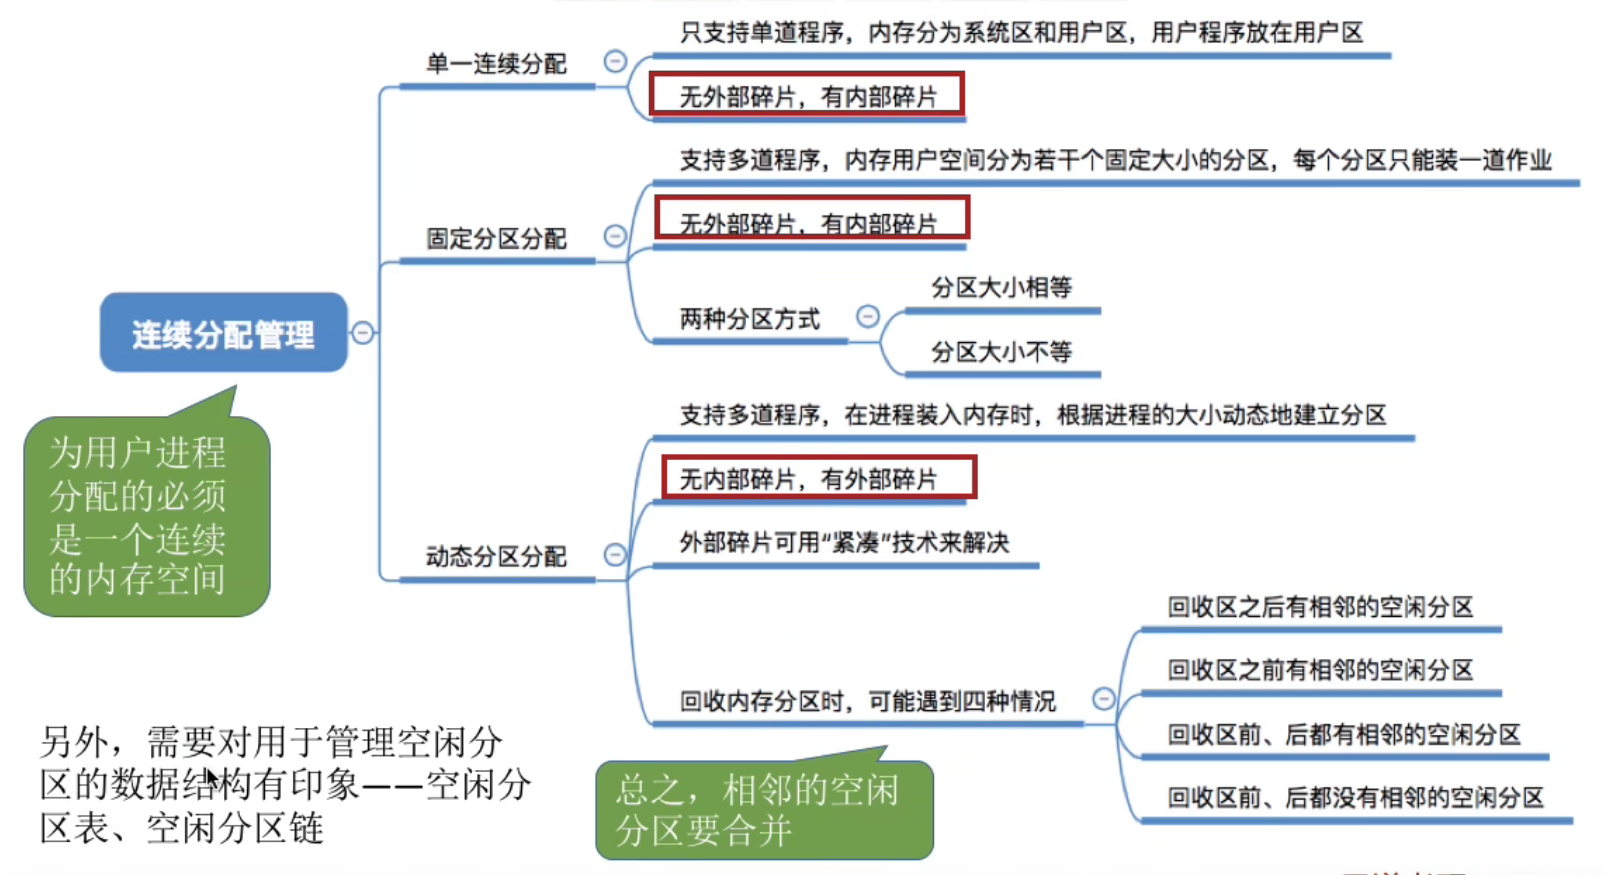 只支持单道程序，内存分为系统区和用户区，用户程序放在用户区
单一连续分配
无外部碎片，有内部碎片
支持多道程序，内存用户空间分为若干个固定大小的分区，每个分区只能装一道作业
无外部碎片，有内部碎片
固定分区分配
分区大小相等
两种分区方式
分区大小不等
连续分配管理
为用户进程
分配的必须
是一个连续
的内存空间
支持多道程序，在进程装入内存时，根据进程的大小动态地建立分区
无内部碎片，有外部碎片
外部碎片可用“紧凑”技术来解决
动态分区分配
回收区之后有相邻的空闲分区
回收区之前有相邻的空闲分区
回收内存分区时，可能遇到四种情况
回收区前、后都有相邻的空闲分区
回收区前、后都没有相邻的空闲分区
总之，相邻的空闲
分区要合并
另外，需要对用于管理空闲分
区的数据结构有印象——空闲分
区表、空闲分区链